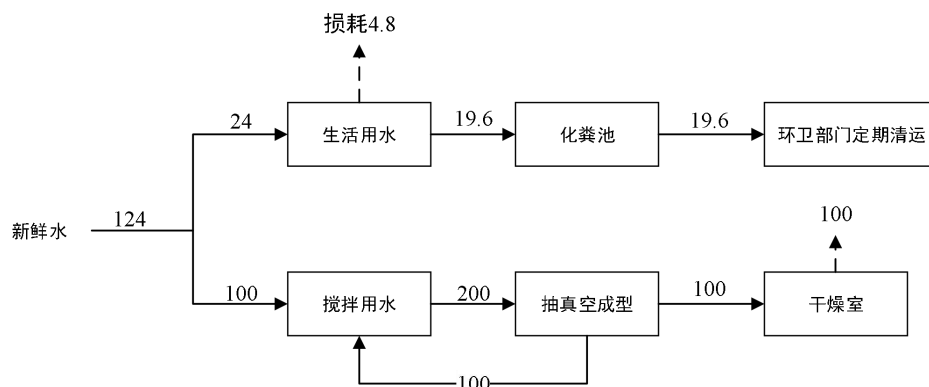 损耗4.8
24
生活用水
19.6
化粪池
19.6
环卫部门定期清运
新鲜水
124
100
100
搅拌用水
200
抽真空成型
100
干燥室
100